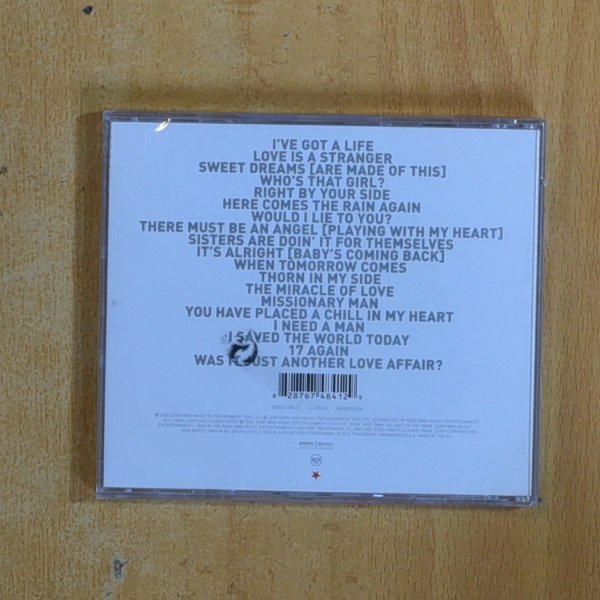 I'VE GOT A LIFE
LOVE IS A STRANGER
SWEET DREAMS [ARE MADE OF THIS]
WHO'S THAT GIRL?
RIGHT BY YOUR SIDE
HERE COMES THE RAIN AGAIN
WOULD I LIE TO YOU?
THERE MUST BE AN ANGEL [PLAYING WITH MY HEART]
SISTERS ARE DOIN' IT FOR THEMSELVES
IT'S ALRIGHT [BABY'S COMING BACK]
WHEN TOMORROW COMES
THORN IN MY SIDE
THE MIRACLE OF LOVE
MISSIONARY MAN
YOU HAVE PLACED A CHILL IN MY HEART
I NEED A MAN
I SAVED THE WORLD TODAY
17 AGAIN
WAS IT JUST ANOTHER LOVE AFFAIR?
8 28767 48412 9